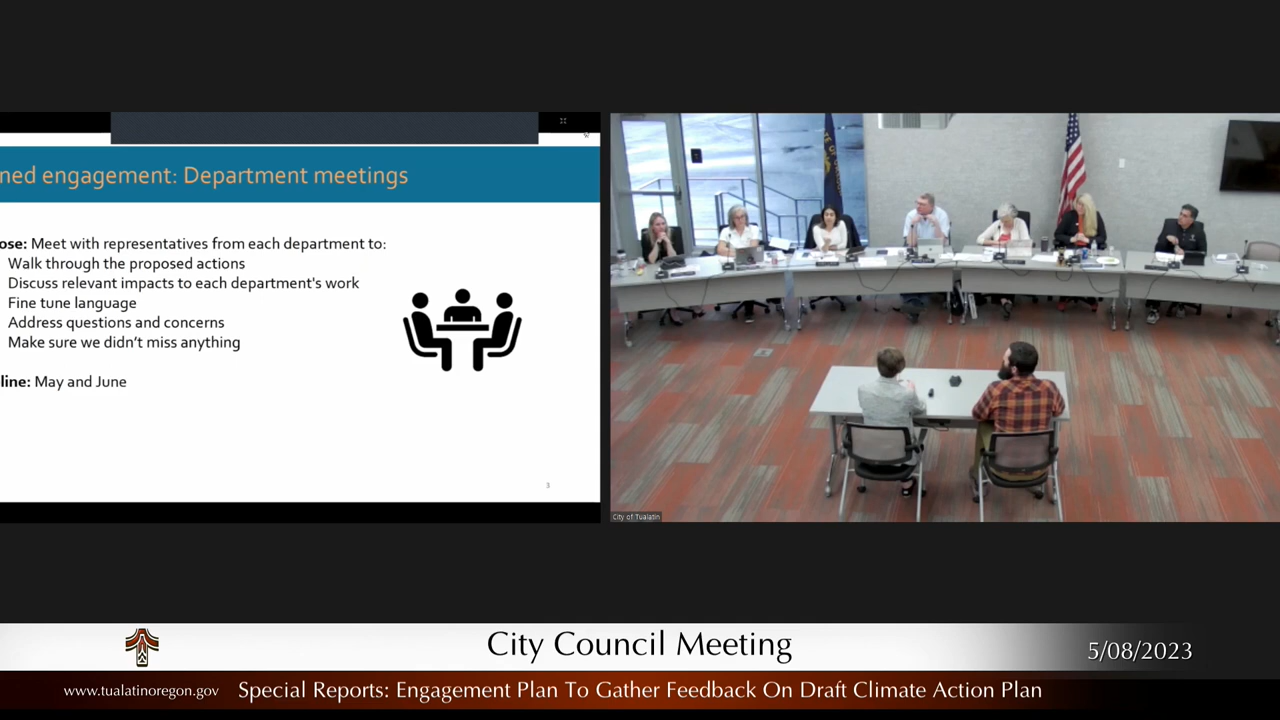 ned engagement: Department meetings
ose: Meet with representatives from each department to:
Walk through the proposed actions
Discuss relevant impacts to each department's work
Fine tune language
Address questions and concerns
Make sure we didn't miss anything
line: May and June
3
City of Tualatin
City Council Meeting
5/08/2023
www.tualatinoregon.gov
Special Reports: Engagement Plan To Gather Feedback On Draft Climate Action Plan